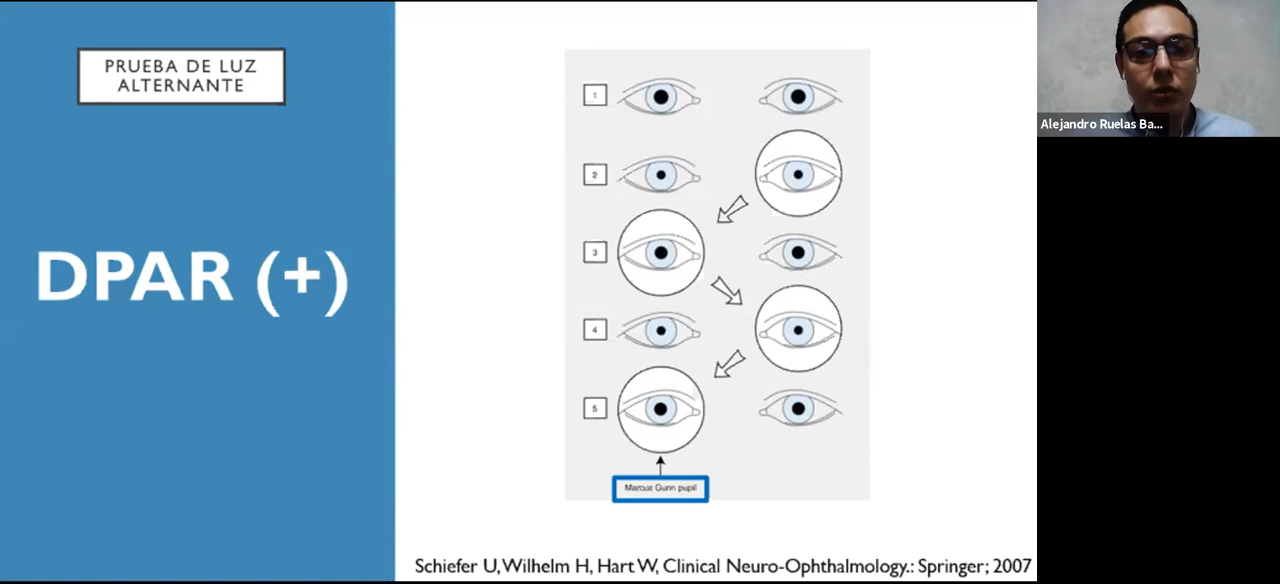 PRUEBA DE LUZ
ALTERNANTE
DPAR (+)
1
2
3
4
5
Marcus Gunn pupil
Schiefer U, Wilhelm H, Hart W, Clinical Neuro-Ophthalmology.: Springer; 2007
Alejandro Ruelas Ba...